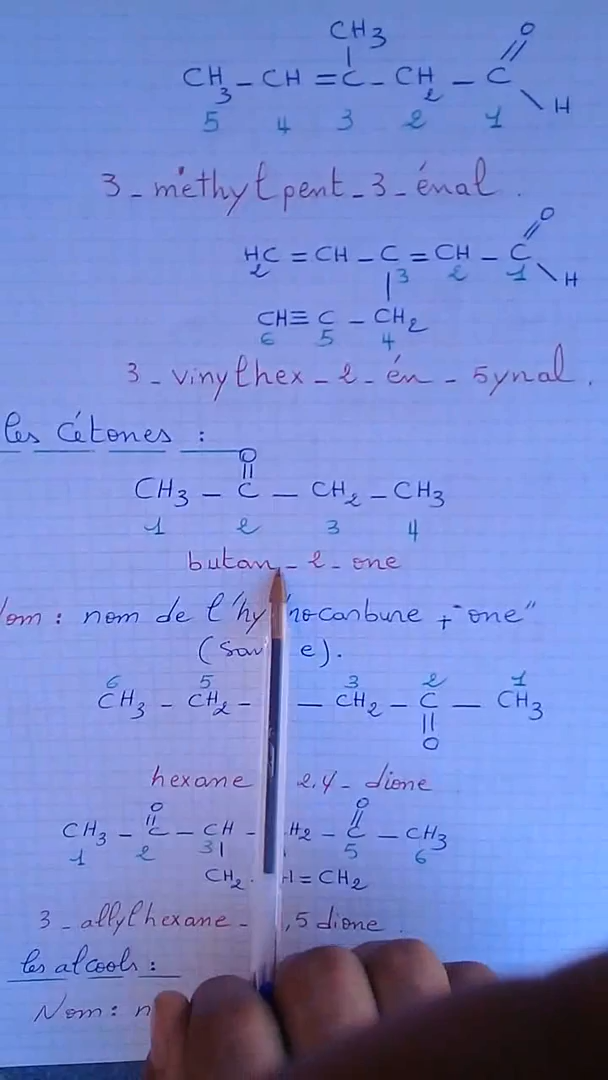 CH3 O
CH3 – CH = C – CH2 – C
H
5 4 3 2 1
3 - méthylpent - 3 - énal .
O
H2C = CH – C = CH – C
3 2 1 H
CH ≡ C – CH2
6 5 4
3 - vinylhex - 2 - én - 5ynal .
les Cétones :
O
CH3 – C – CH2 – CH3
1 2 3 4
butan - 2 - one
Nom : nom de l'hy nocarbure + "one"
( e).
6 5 3 2 1
CH3 – CH2 – – CH2 – C – CH3
O
hexane 2,4 - dione
O O
CH3 – C – CH – H2 – C – CH3
1 2 3 5 6
CH2 = CH2
3 - allylhexane - ,5 dione
les alcools :
Nom : n